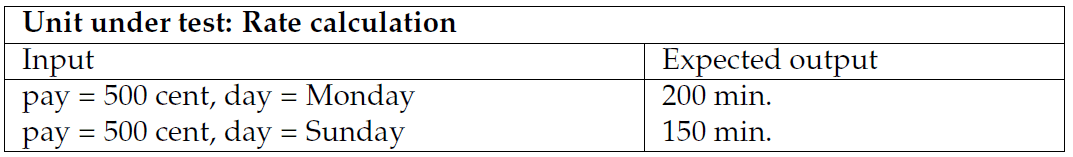 Unit under test: Rate calculation
Input Expected output
pay = 500 cent, day = Monday 200 min.
pay = 500 cent, day = Sunday 150 min.